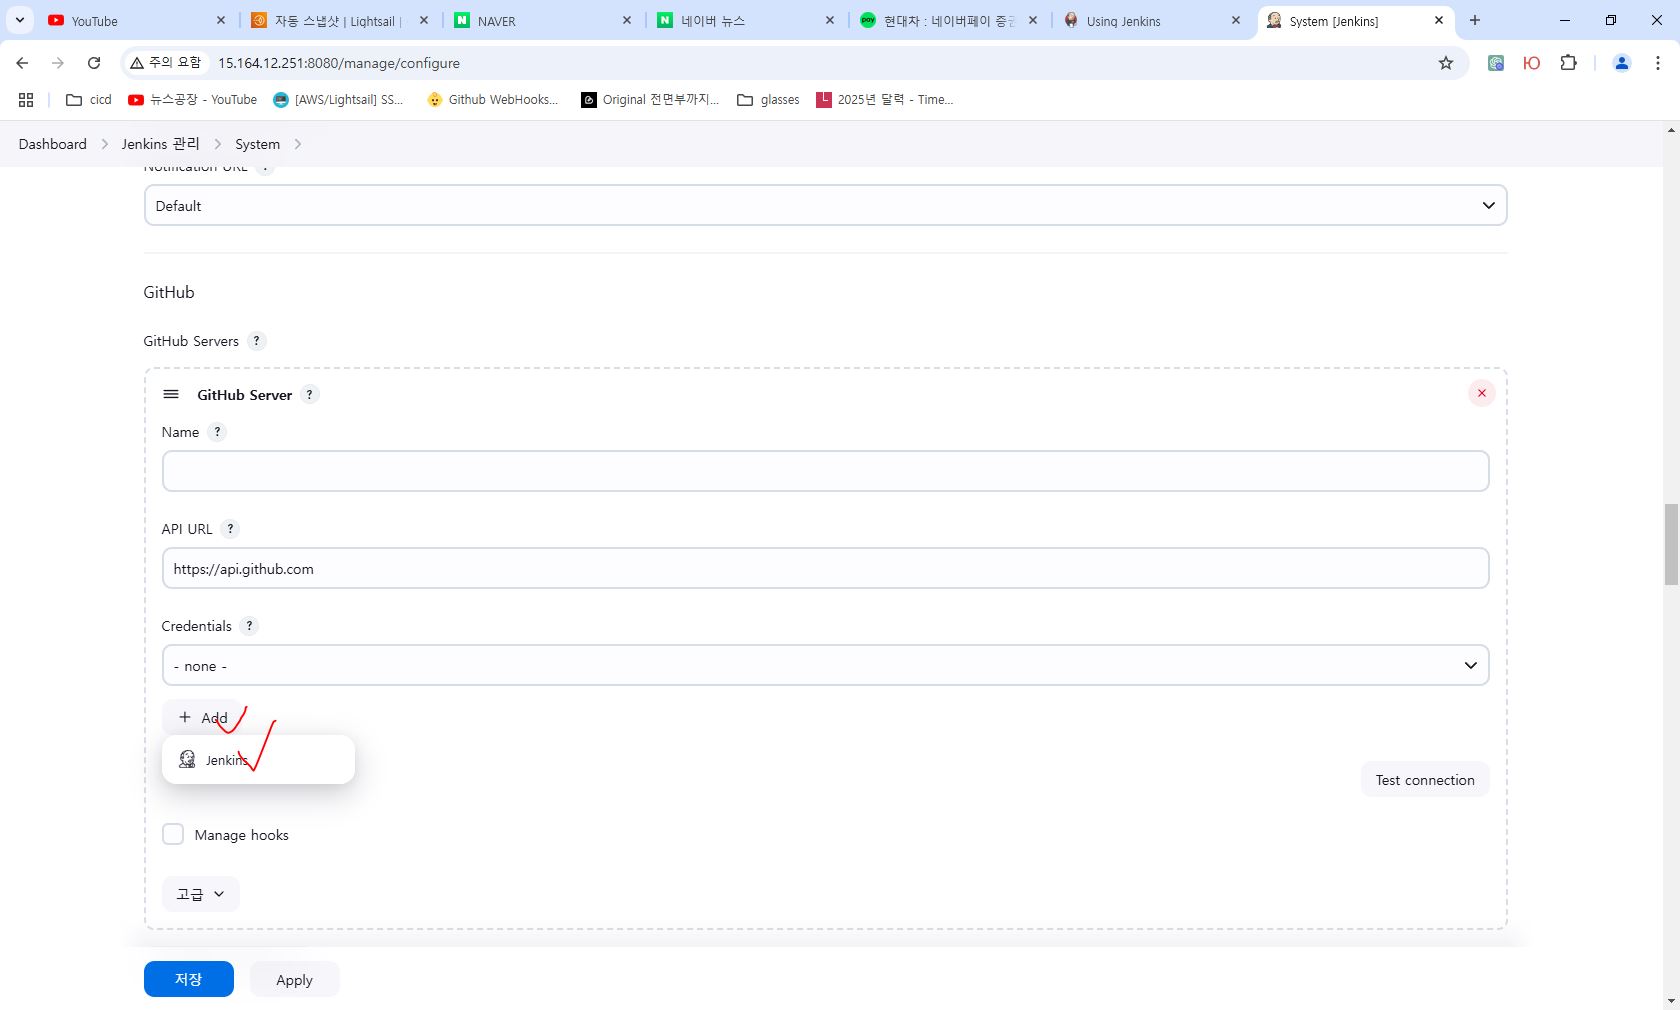 YouTube
자동 스냅샷 | Lightsail |
NAVER
네이버 뉴스
현대차 : 네이버페이 증권
Using Jenkins
System [Jenkins]
주의 요함
15.164.12.251:8080/manage/configure
cicd
뉴스공장 - YouTube
[AWS/Lightsail] SS...
Github WebHooks...
Original 전면부까지...
glasses
2025년 달력 - Time...
Dashboard > Jenkins 관리 > System >
Notification URL ?
Default
GitHub
GitHub Servers ?
GitHub Server ?
Name ?
API URL ?
https://api.github.com
Credentials ?
- none -
+ Add
Jenkins
Test connection
Manage hooks
고급
저장
Apply